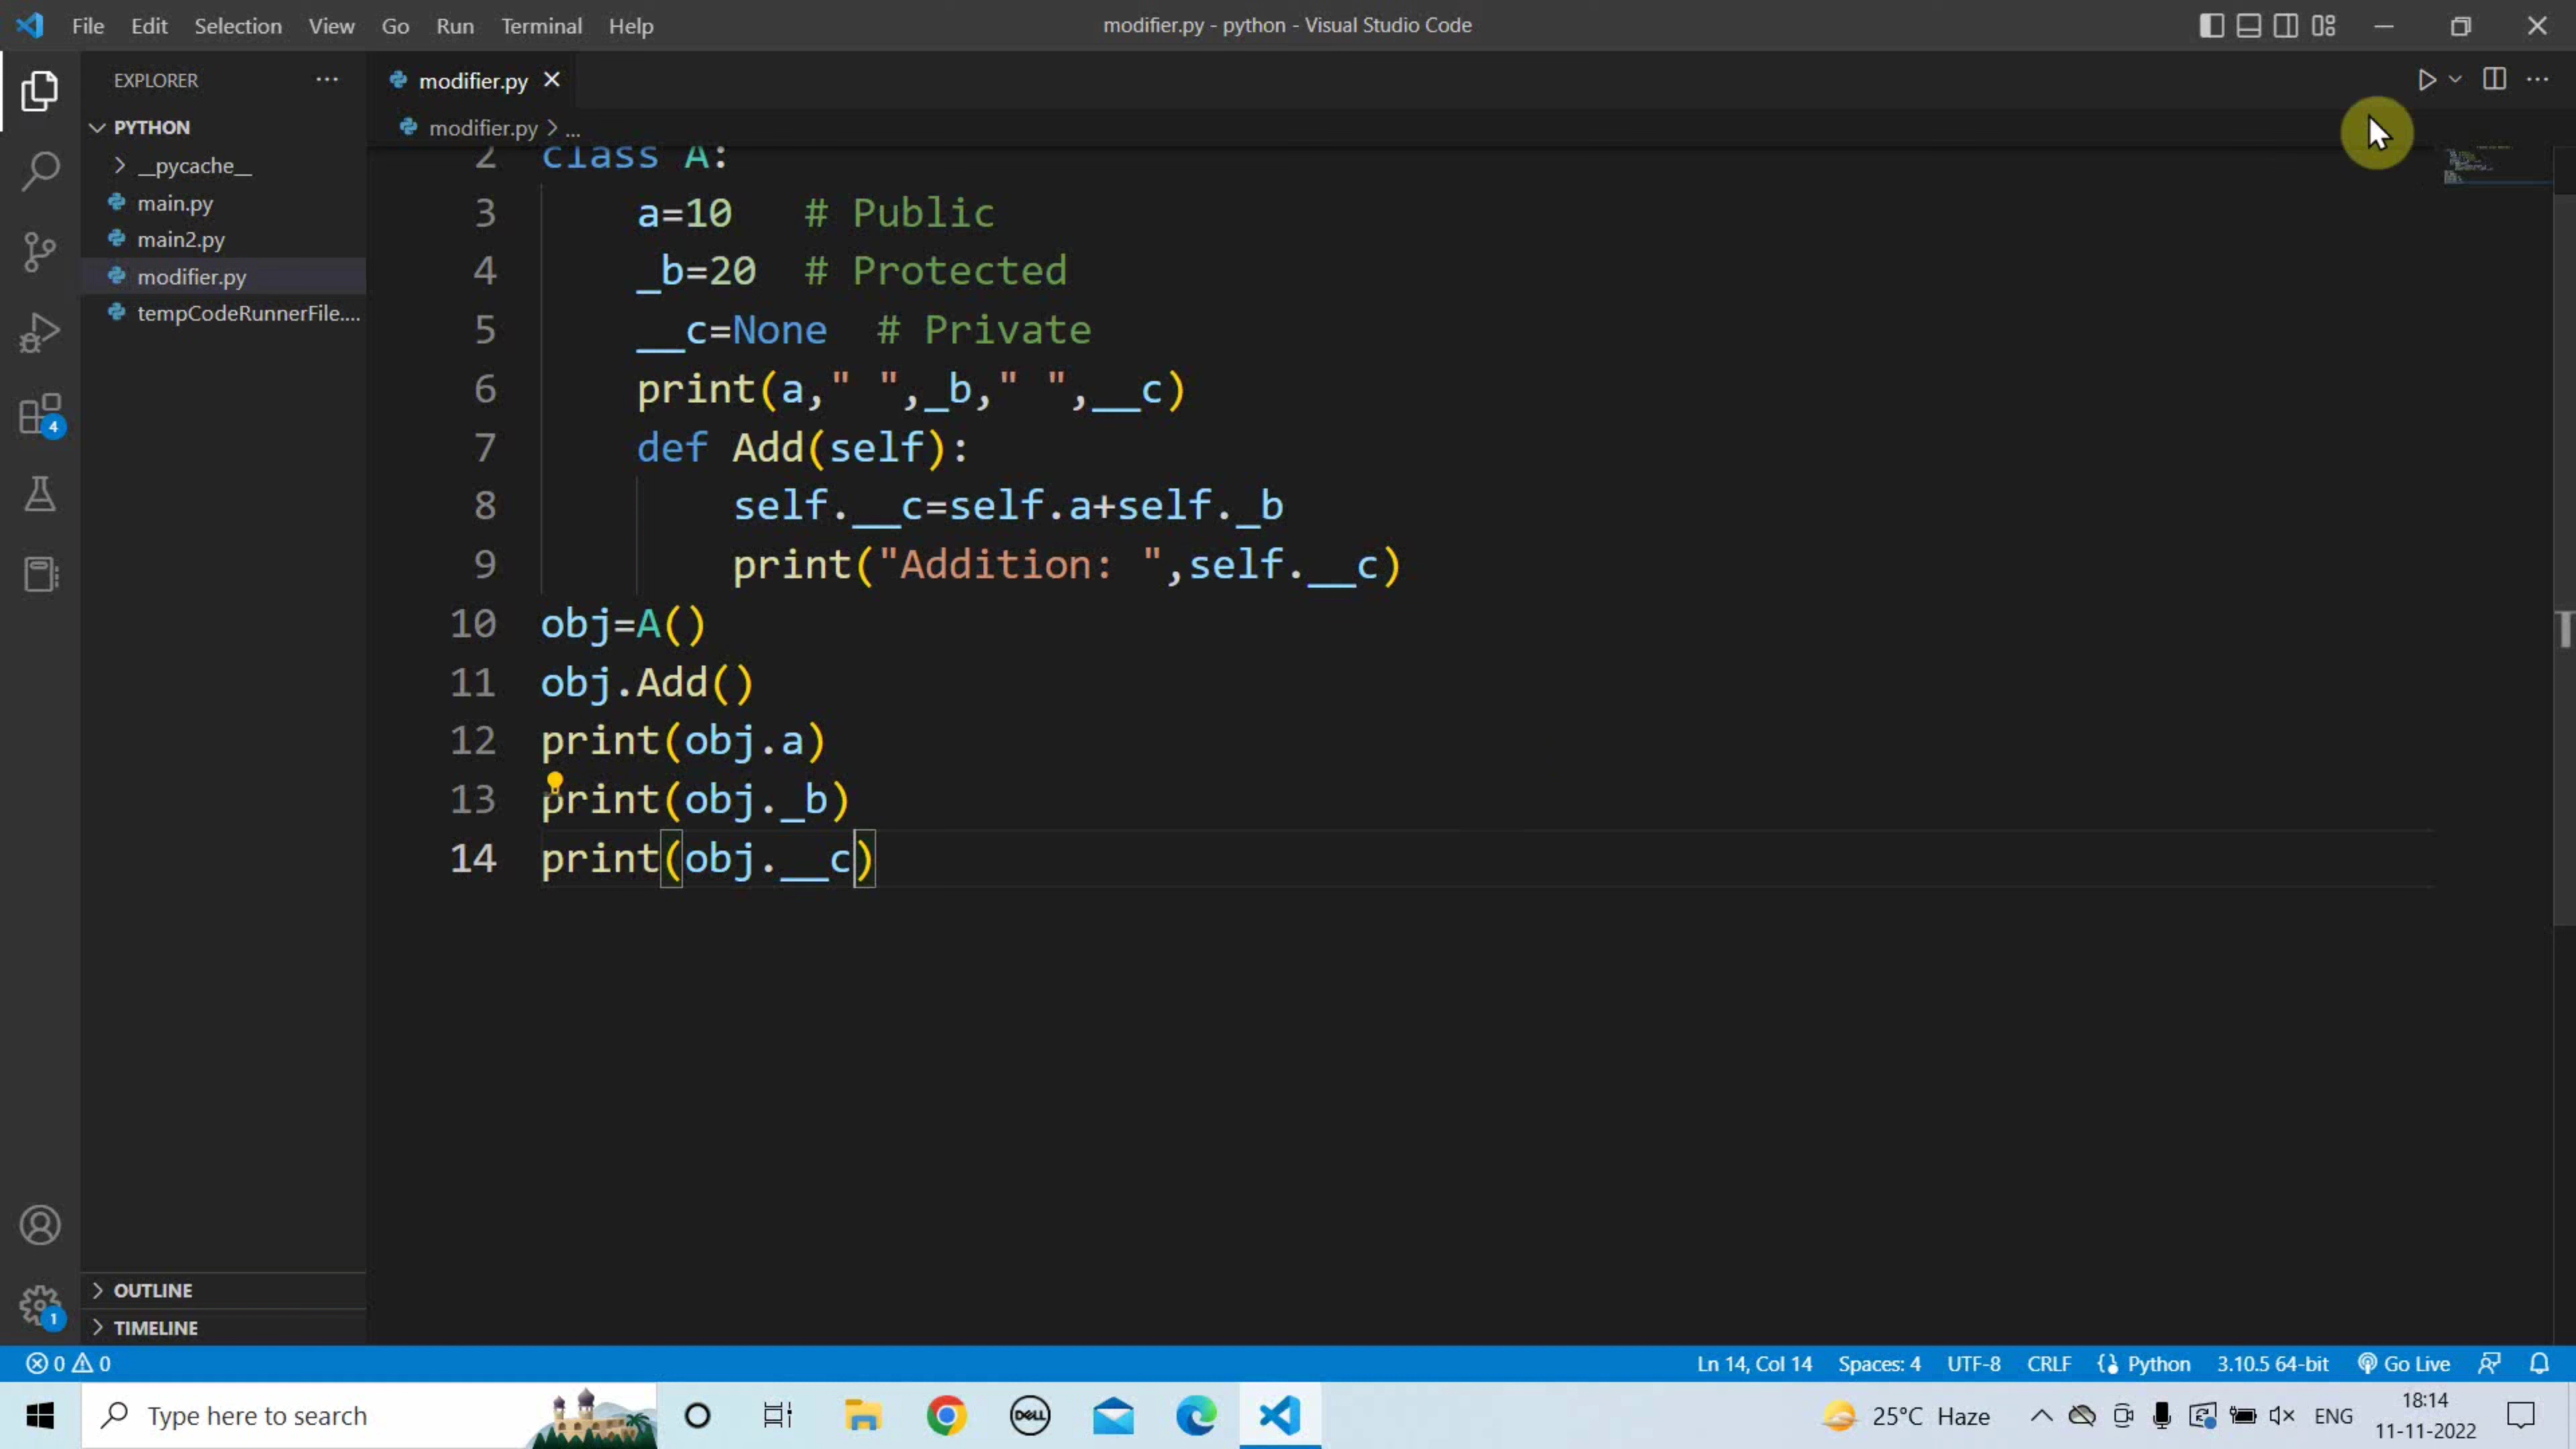 File Edit Selection View Go Run Terminal Help
modifier.py - python - Visual Studio Code
EXPLORER
PYTHON
__pycache__
main.py
main2.py
modifier.py
tempCodeRunnerFile....
OUTLINE
TIMELINE
modifier.py
modifier.py > ...
2 class A:
3 a=10 # Public
4 _b=20 # Protected
5 __c=None # Private
6 print(a," ",_b," ",__c)
7 def Add(self):
8 self.__c=self.a+self._b
9 print("Addition: ",self.__c)
10 obj=A()
11 obj.Add()
12 print(obj.a)
13 print(obj._b)
14 print(obj.__c)
4
1
0 0
Ln 14, Col 14 Spaces: 4 UTF-8 CRLF Python 3.10.5 64-bit Go Live
Type here to search
DELL
25°C Haze
ENG
18:14
11-11-2022